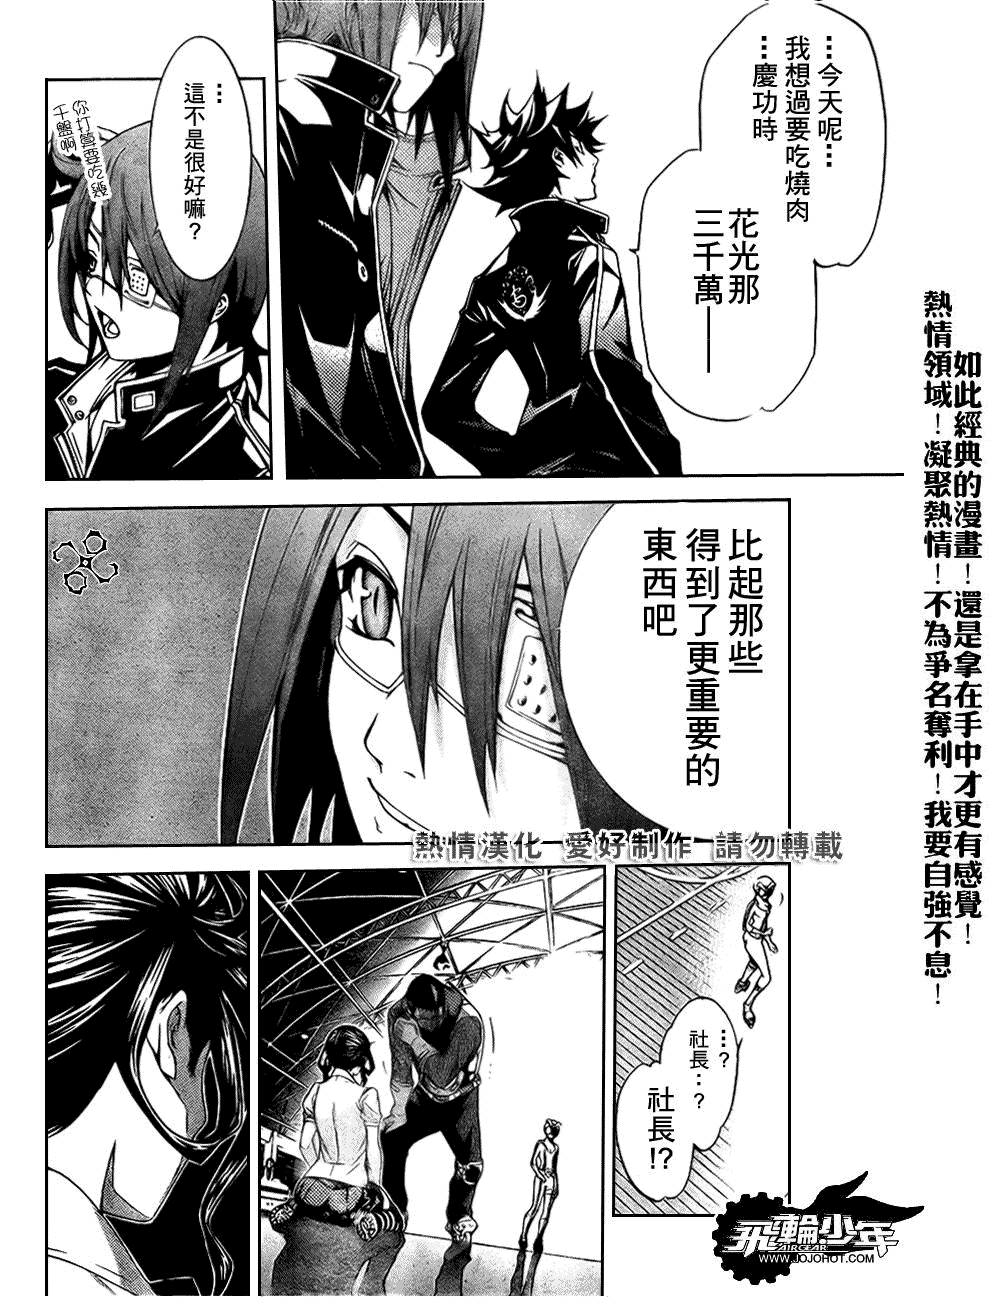 …今天呢…
我想過要吃燒肉
…慶功時
花光那
三千萬——
…
這不是很好嘛？
你打算要吃幾
千盤啊
比起那些
得到了更重要的
東西吧
熱情漢化 愛好制作 請勿轉載
…？
社長…？
社長!?
如此經典的漫畫！還是拿在手中才更有感覺！
熱情領域！凝聚熱情！不為爭名奪利！我要自強不息！
飛輪少年
AIRGEAR
WWW.JOJOHOT.COM